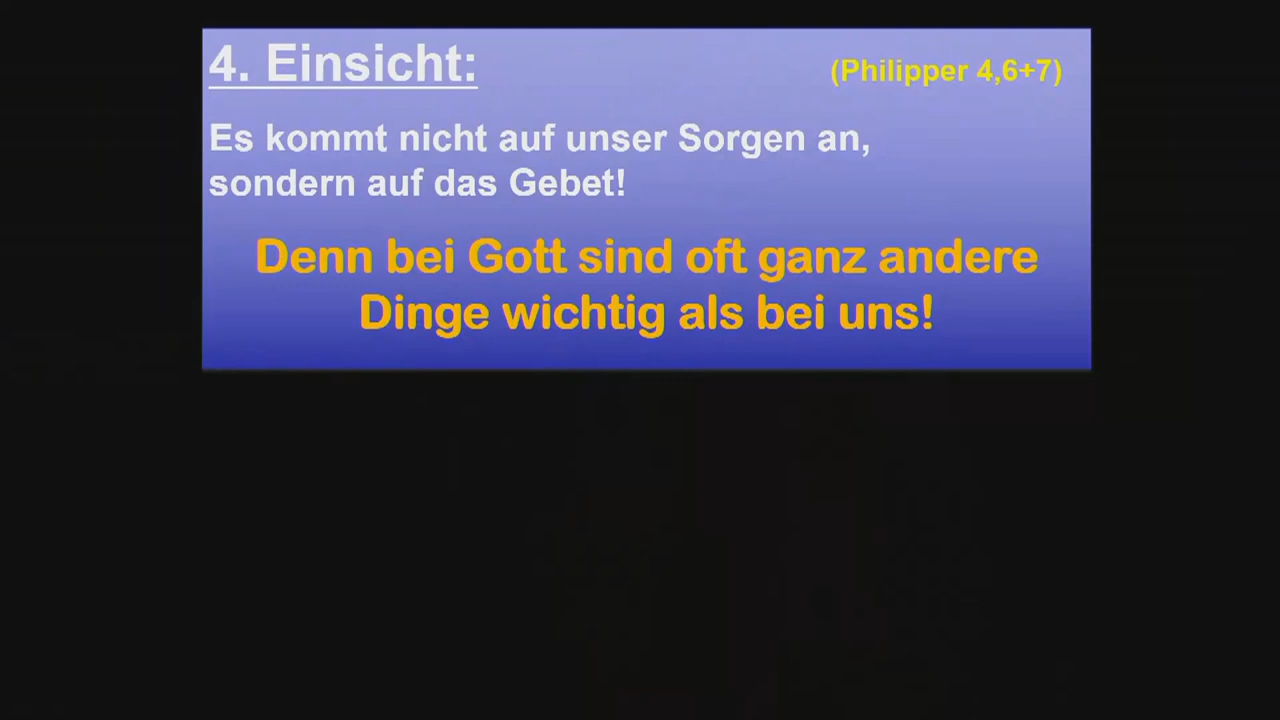 4. Einsicht:
(Philipper 4,6+7)
Es kommt nicht auf unser Sorgen an,
sondern auf das Gebet!
Denn bei Gott sind oft ganz andere
Dinge wichtig als bei uns!